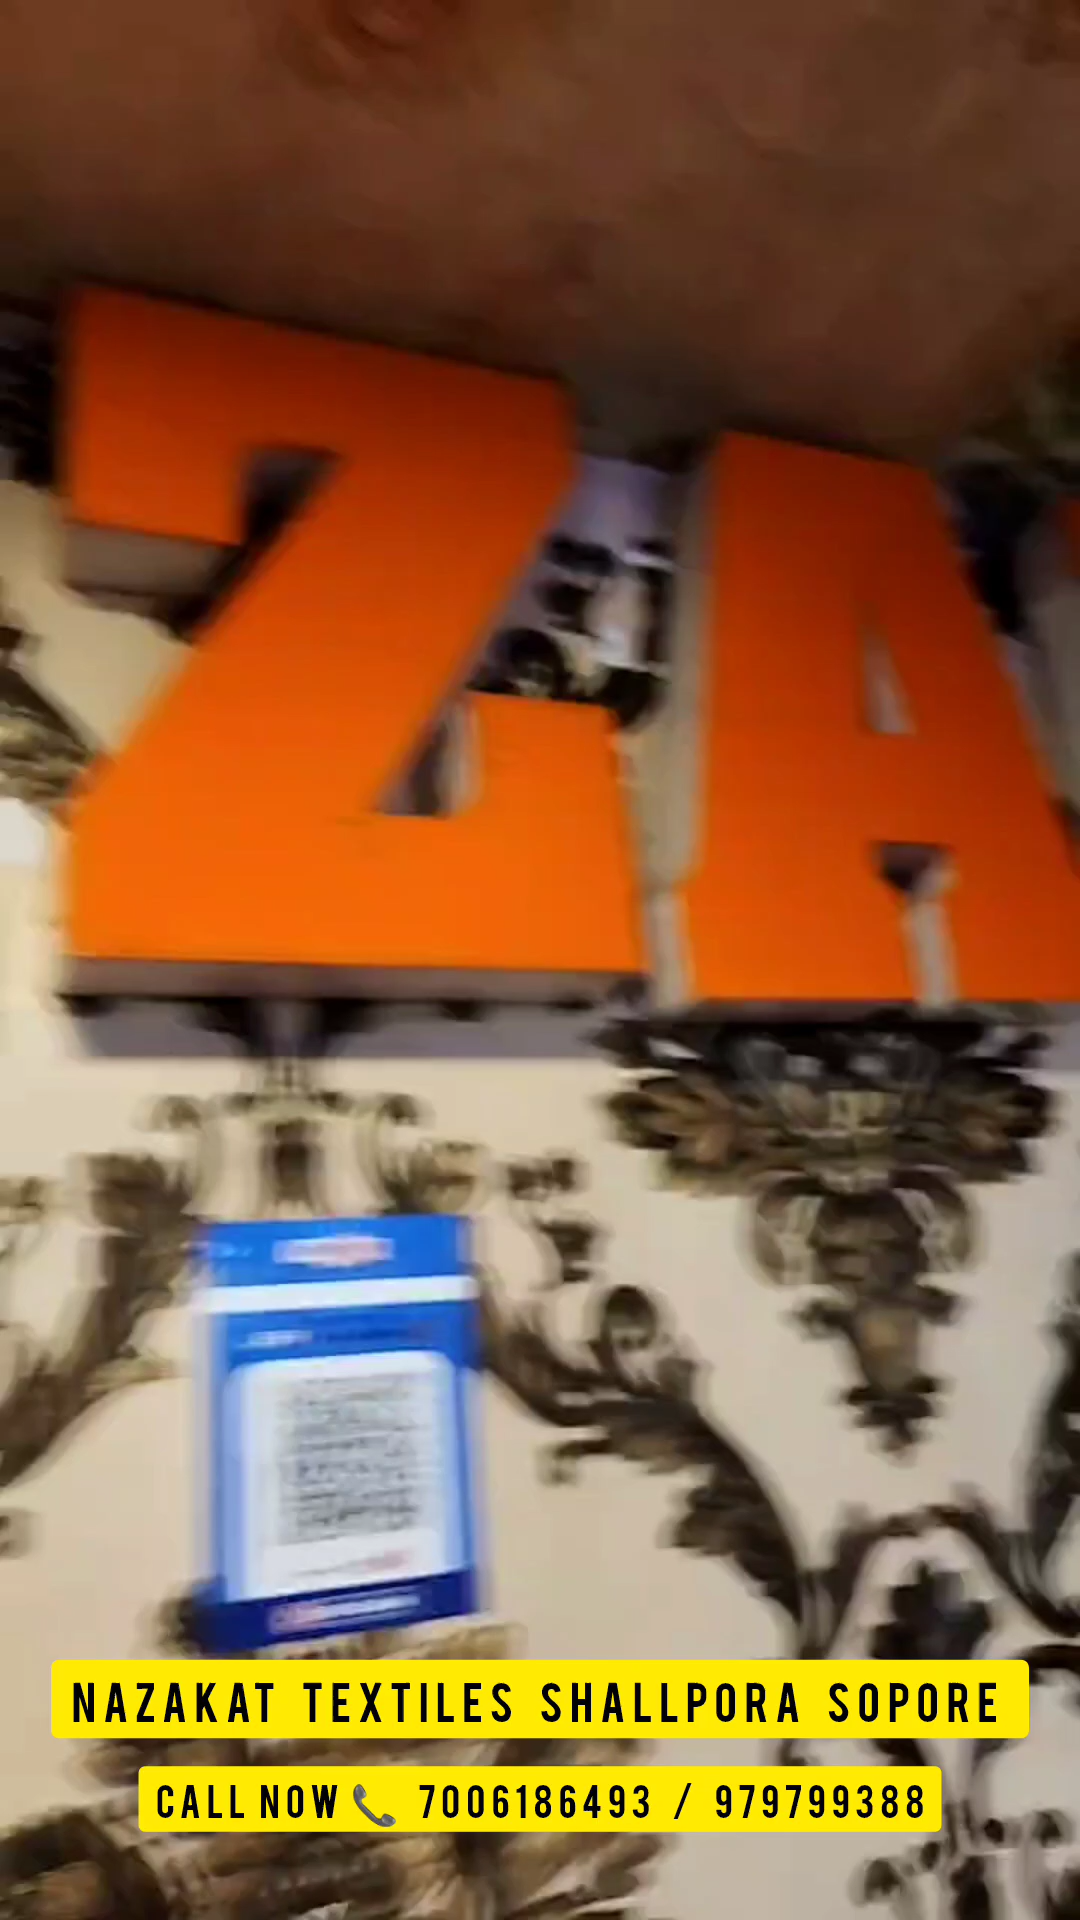 ZA
NAZAKAT TEXTILES SHALLPORA SOPORE
CALL NOW📞 7006186493 / 979799388